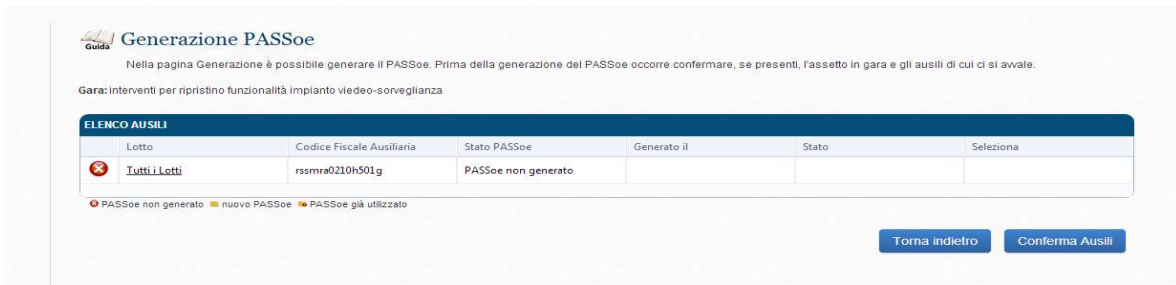 Guida Generazione PASSoe
Nella pagina Generazione è possibile generare il PASSoe. Prima della generazione del PASSoe occorre confermare, se presenti, l'assetto in gara e gli ausili di cui ci si avvale.
Gara: interventi per ripristino funzionalità impianto viedeo-sorveglianza
ELENCO AUSILI
Lotto Codice Fiscale Ausiliaria Stato PASSoe Generato il Stato Seleziona
Tutti i Lotti rssmra0210h501g PASSoe non generato
PASSoe non generato nuovo PASSoe PASSoe già utilizzato
Torna indietro Conferma Ausili